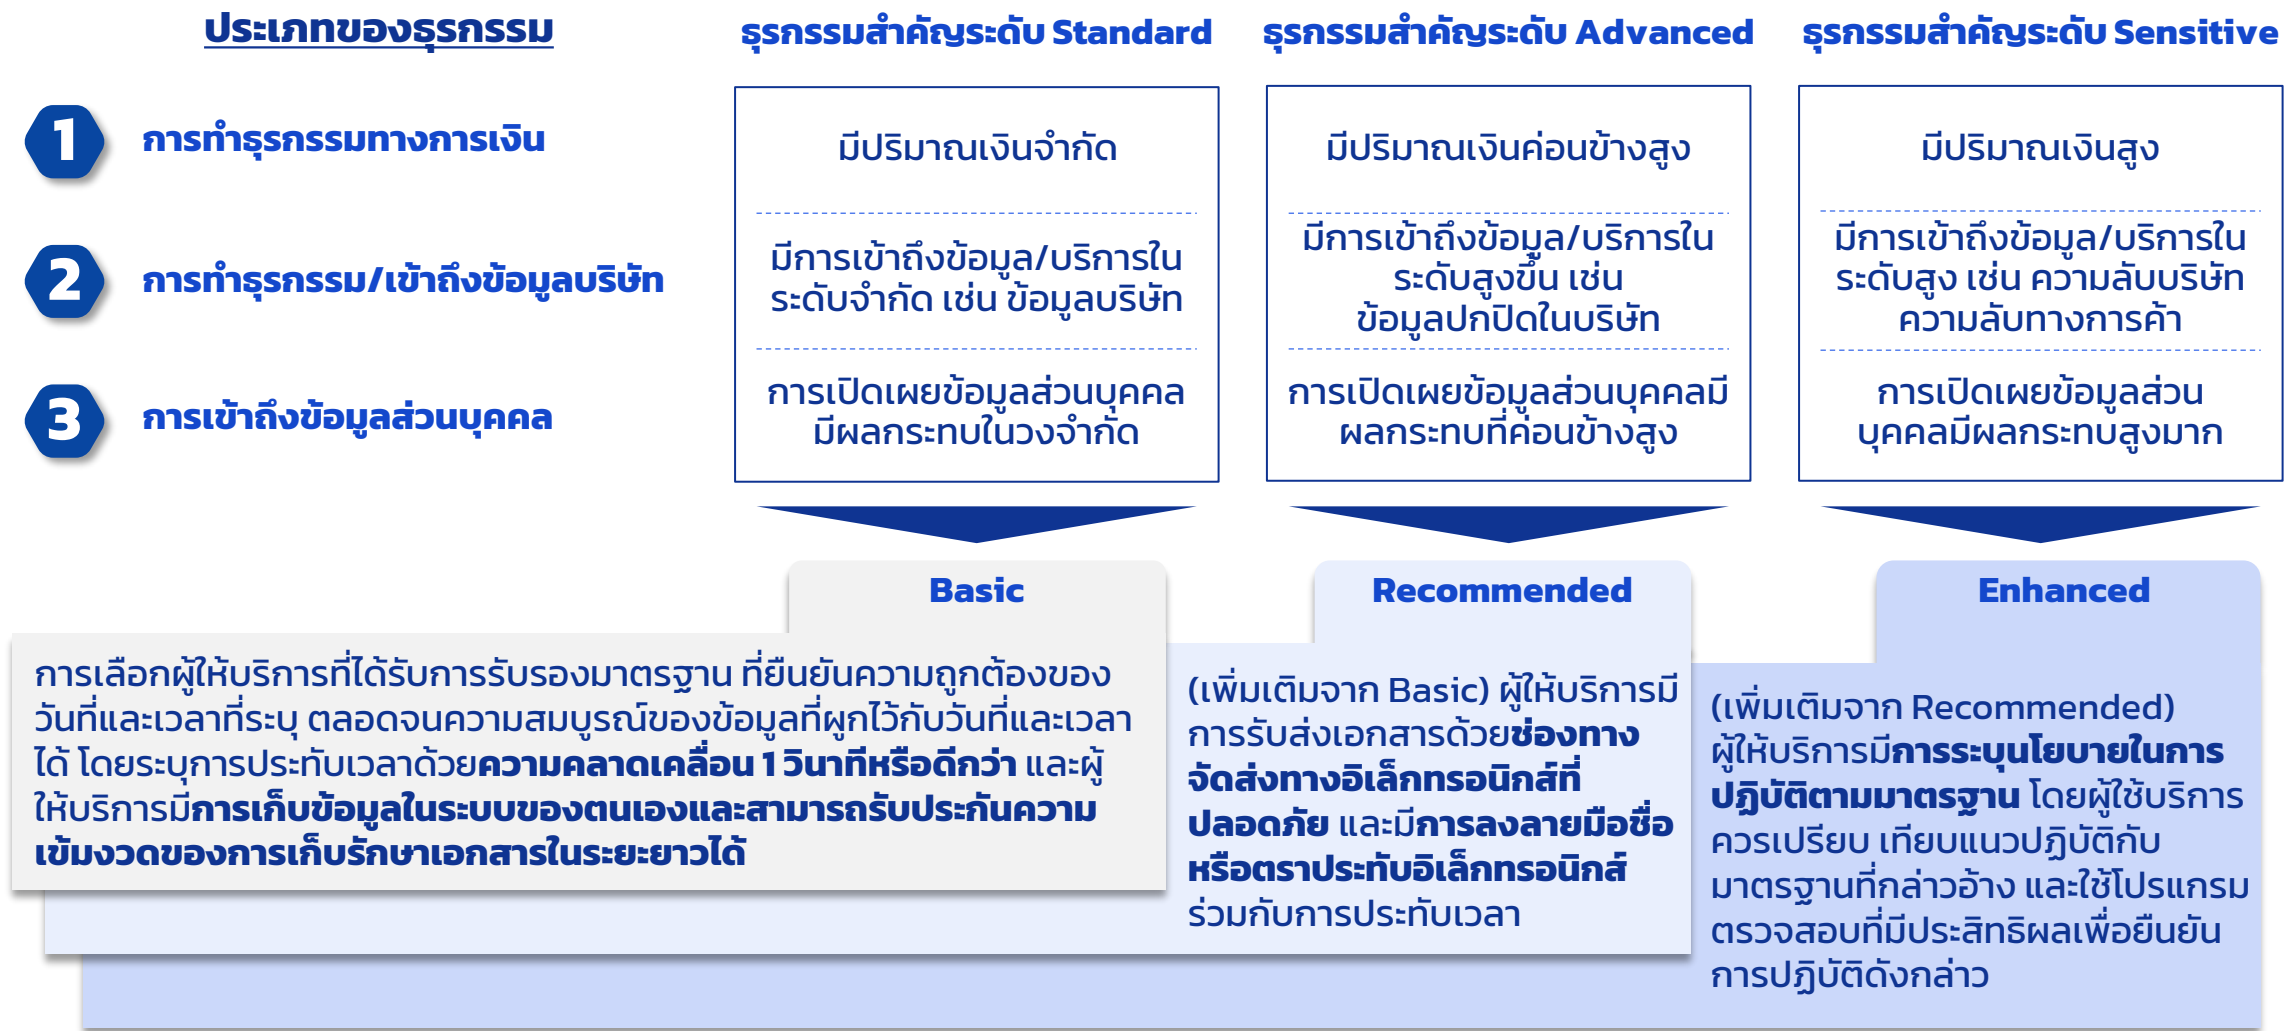 ประเภทของธุรกรรม
ธุรกรรมสำคัญระดับ Standard
ธุรกรรมสำคัญระดับ Advanced
ธุรกรรมสำคัญระดับ Sensitive
1
การทำธุรกรรมทางการเงิน
มีปริมาณเงินจำกัด
มีปริมาณเงินค่อนข้างสูง
มีปริมาณเงินสูง
2
การทำธุรกรรม/เข้าถึงข้อมูลบริษัท
มีการเข้าถึงข้อมูล/บริการใน
ระดับจำกัด เช่น ข้อมูลบริษัท
มีการเข้าถึงข้อมูล/บริการใน
ระดับสูงขึ้น เช่น
ข้อมูลปกปิดในบริษัท
มีการเข้าถึงข้อมูล/บริการใน
ระดับสูง เช่น ความลับบริษัท
ความลับทางการค้า
3
การเข้าถึงข้อมูลส่วนบุคคล
การเปิดเผยข้อมูลส่วนบุคคล
มีผลกระทบในวงจำกัด
การเปิดเผยข้อมูลส่วนบุคคลมี
ผลกระทบที่ค่อนข้างสูง
การเปิดเผยข้อมูลส่วน
บุคคลมีผลกระทบสูงมาก
Basic
การเลือกผู้ให้บริการที่ได้รับการรับรองมาตรฐาน ที่ยืนยันความถูกต้องของ
วันที่และเวลาที่ระบุ ตลอดจนความสมบูรณ์ของข้อมูลที่ผูกไว้กับวันที่และเวลา
ได้ โดยระบุการประทับเวลาด้วยความคลาดเคลื่อน 1 วินาทีหรือดีกว่า และผู้
ให้บริการมีการเก็บข้อมูลในระบบของตนเองและสามารถรับประกันความ
เข้มงวดของการเก็บรักษาเอกสารในระยะยาวได้
Recommended
(เพิ่มเติมจาก Basic) ผู้ให้บริการมี
การรับส่งเอกสารด้วยช่องทาง
จัดส่งทางอิเล็กทรอนิกส์ที่
ปลอดภัย และมีการลงลายมือชื่อ
หรือตราประทับอิเล็กทรอนิกส์
ร่วมกับการประทับเวลา
Enhanced
(เพิ่มเติมจาก Recommended)
ผู้ให้บริการมีการระบุนโยบายในการ
ปฏิบัติตามมาตรฐาน โดยผู้ใช้บริการ
ควรเปรียบ เทียบแนวปฏิบัติกับ
มาตรฐานที่กล่าวอ้าง และใช้โปรแกรม
ตรวจสอบที่มีประสิทธิผลเพื่อยืนยัน
การปฏิบัติดังกล่าว